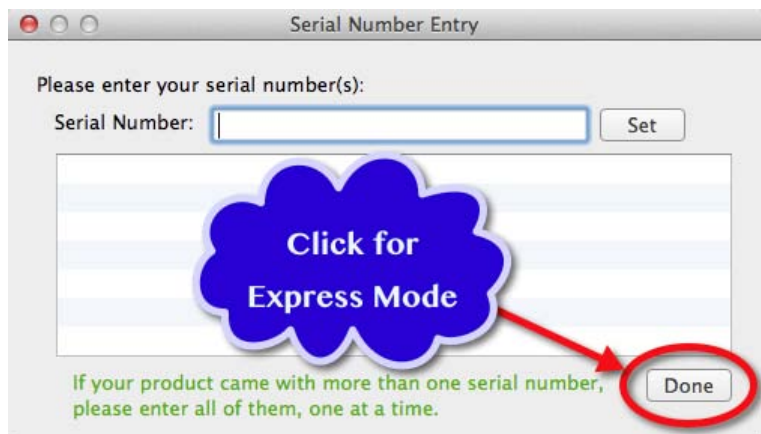 Serial Number Entry
Please enter your serial number(s):
Serial Number:
Set
Click for
Express Mode
If your product came with more than one serial number,
please enter all of them, one at a time.
Done